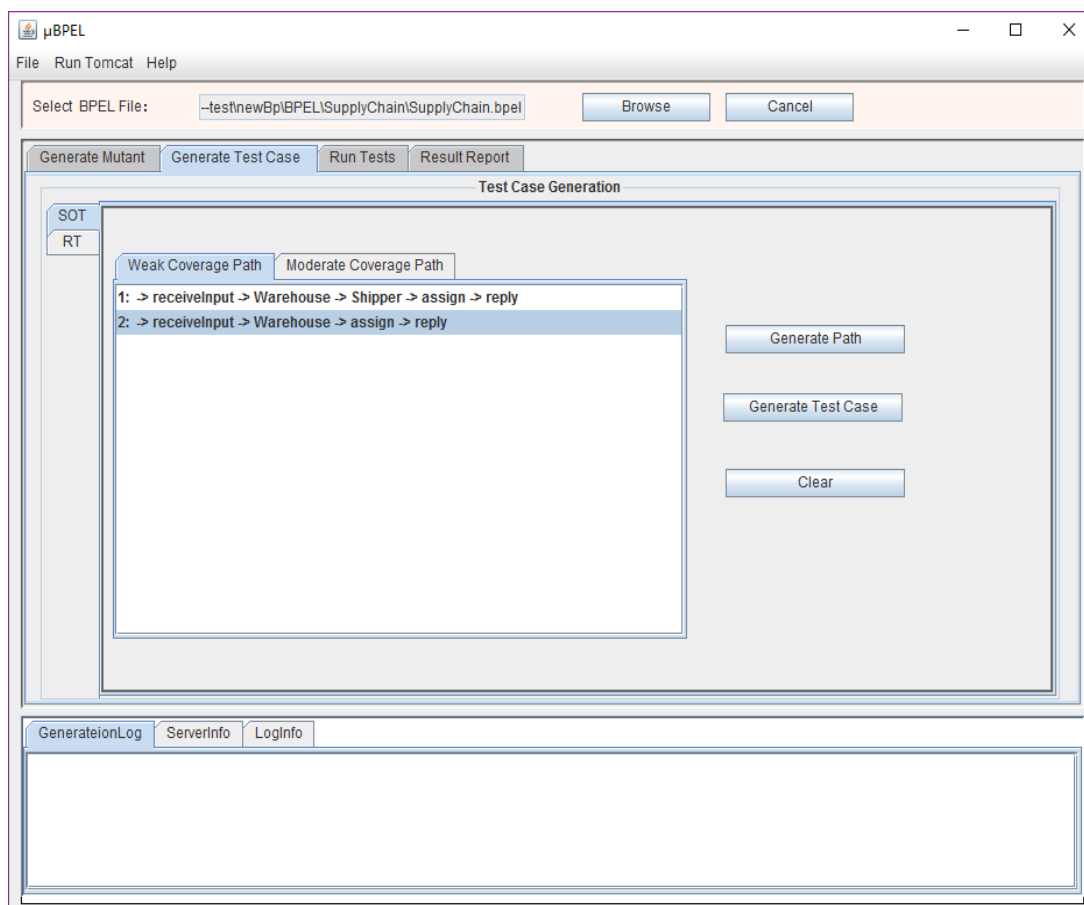 µBPEL
File Run Tomcat Help
Select BPEL File: --test\newBp\BPEL\SupplyChain\SupplyChain.bpel Browse Cancel
Generate Mutant Generate Test Case Run Tests Result Report
Test Case Generation
SOT
RT
Weak Coverage Path Moderate Coverage Path
1: -> receiveInput -> Warehouse -> Shipper -> assign -> reply
2: -> receiveInput -> Warehouse -> assign -> reply
Generate Path
Generate Test Case
Clear
GenerateionLog ServerInfo LogInfo